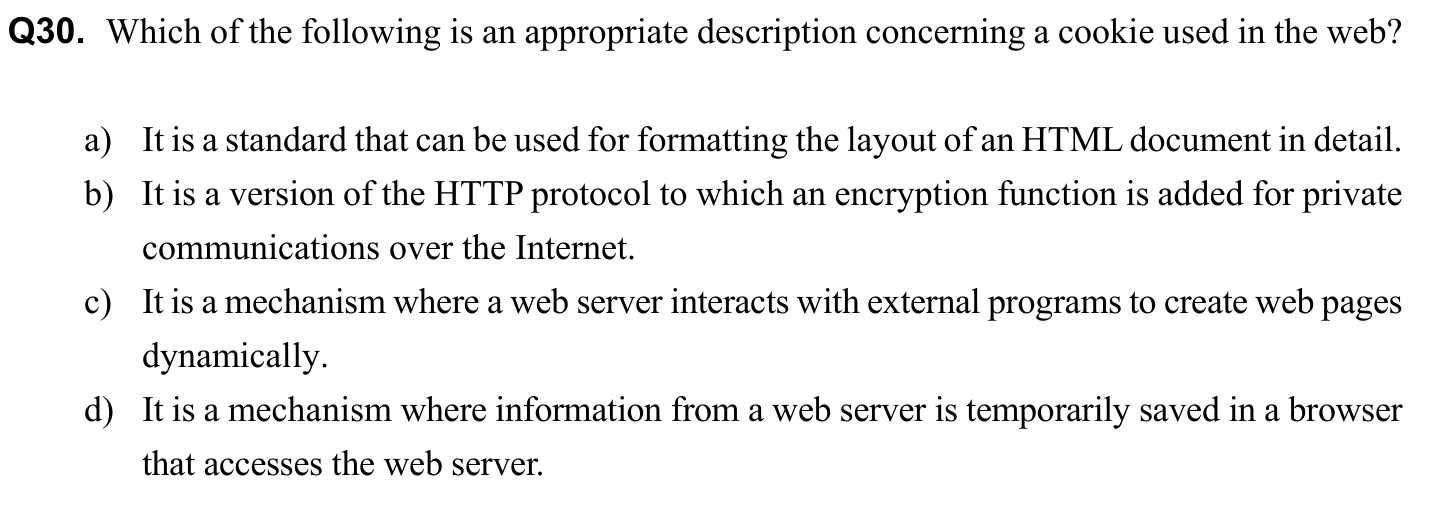 Q30. Which of the following is an appropriate description concerning a cookie used in the web?
a) It is a standard that can be used for formatting the layout of an HTML document in detail.
b) It is a version of the HTTP protocol to which an encryption function is added for private
communications over the Internet.
c) It is a mechanism where a web server interacts with external programs to create web pages
dynamically.
d) It is a mechanism where information from a web server is temporarily saved in a browser
that accesses the web server.